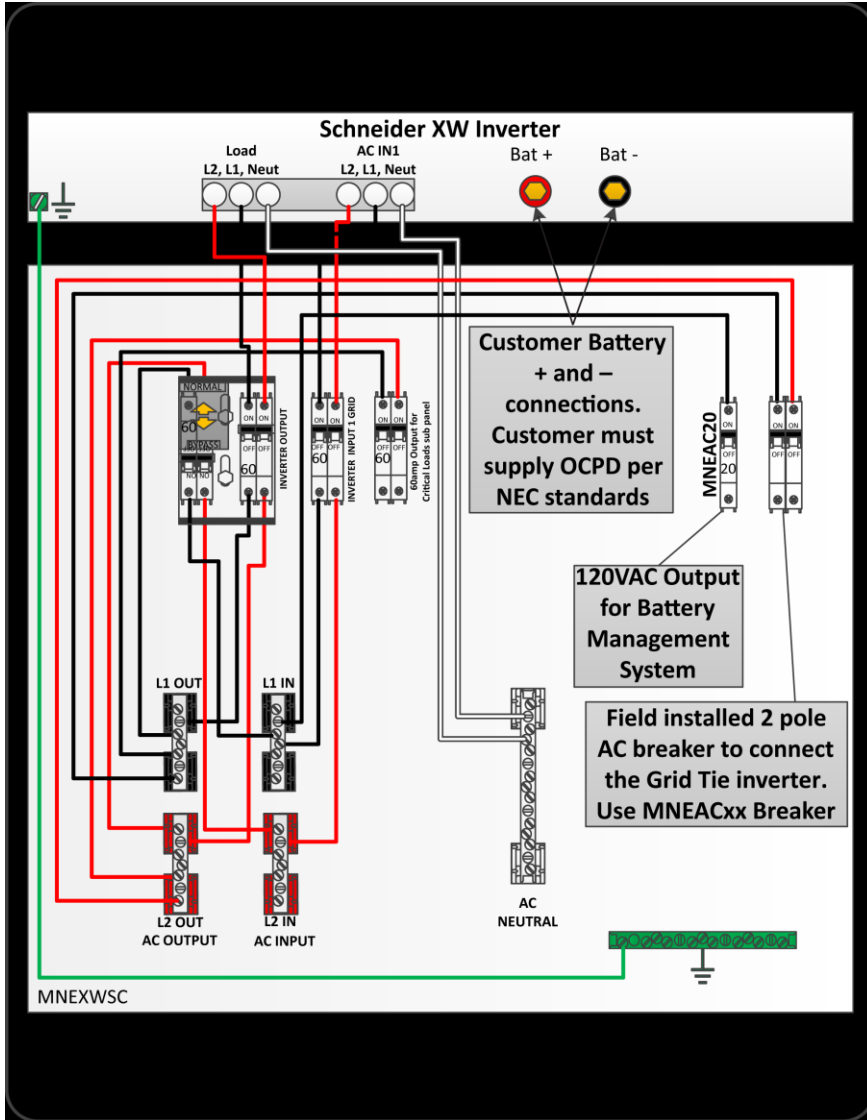 Schneider XW Inverter
Load
L2, L1, Neut
AC IN1
L2, L1, Neut
Bat +
Bat -
Customer Battery
+ and –
connections.
Customer must
supply OCPD per
NEC standards
NORMAL
60
BYPASS
NO
NO
ON
ON
OFF
OFF
60
INVERTER OUTPUT
ON
ON
OFF
OFF
60
INVERTER INPUT 1 GRID
ON
ON
OFF
OFF
60
60amp Output for
Critical Loads sub panel
MNEAC20
ON
OFF
20
ON
ON
OFF
OFF
120VAC Output
for Battery
Management
System
Field installed 2 pole
AC breaker to connect
the Grid Tie inverter.
Use MNEACxx Breaker
L1 OUT
L1 IN
L2 OUT
AC OUTPUT
L2 IN
AC INPUT
AC
NEUTRAL
MNEXWSC